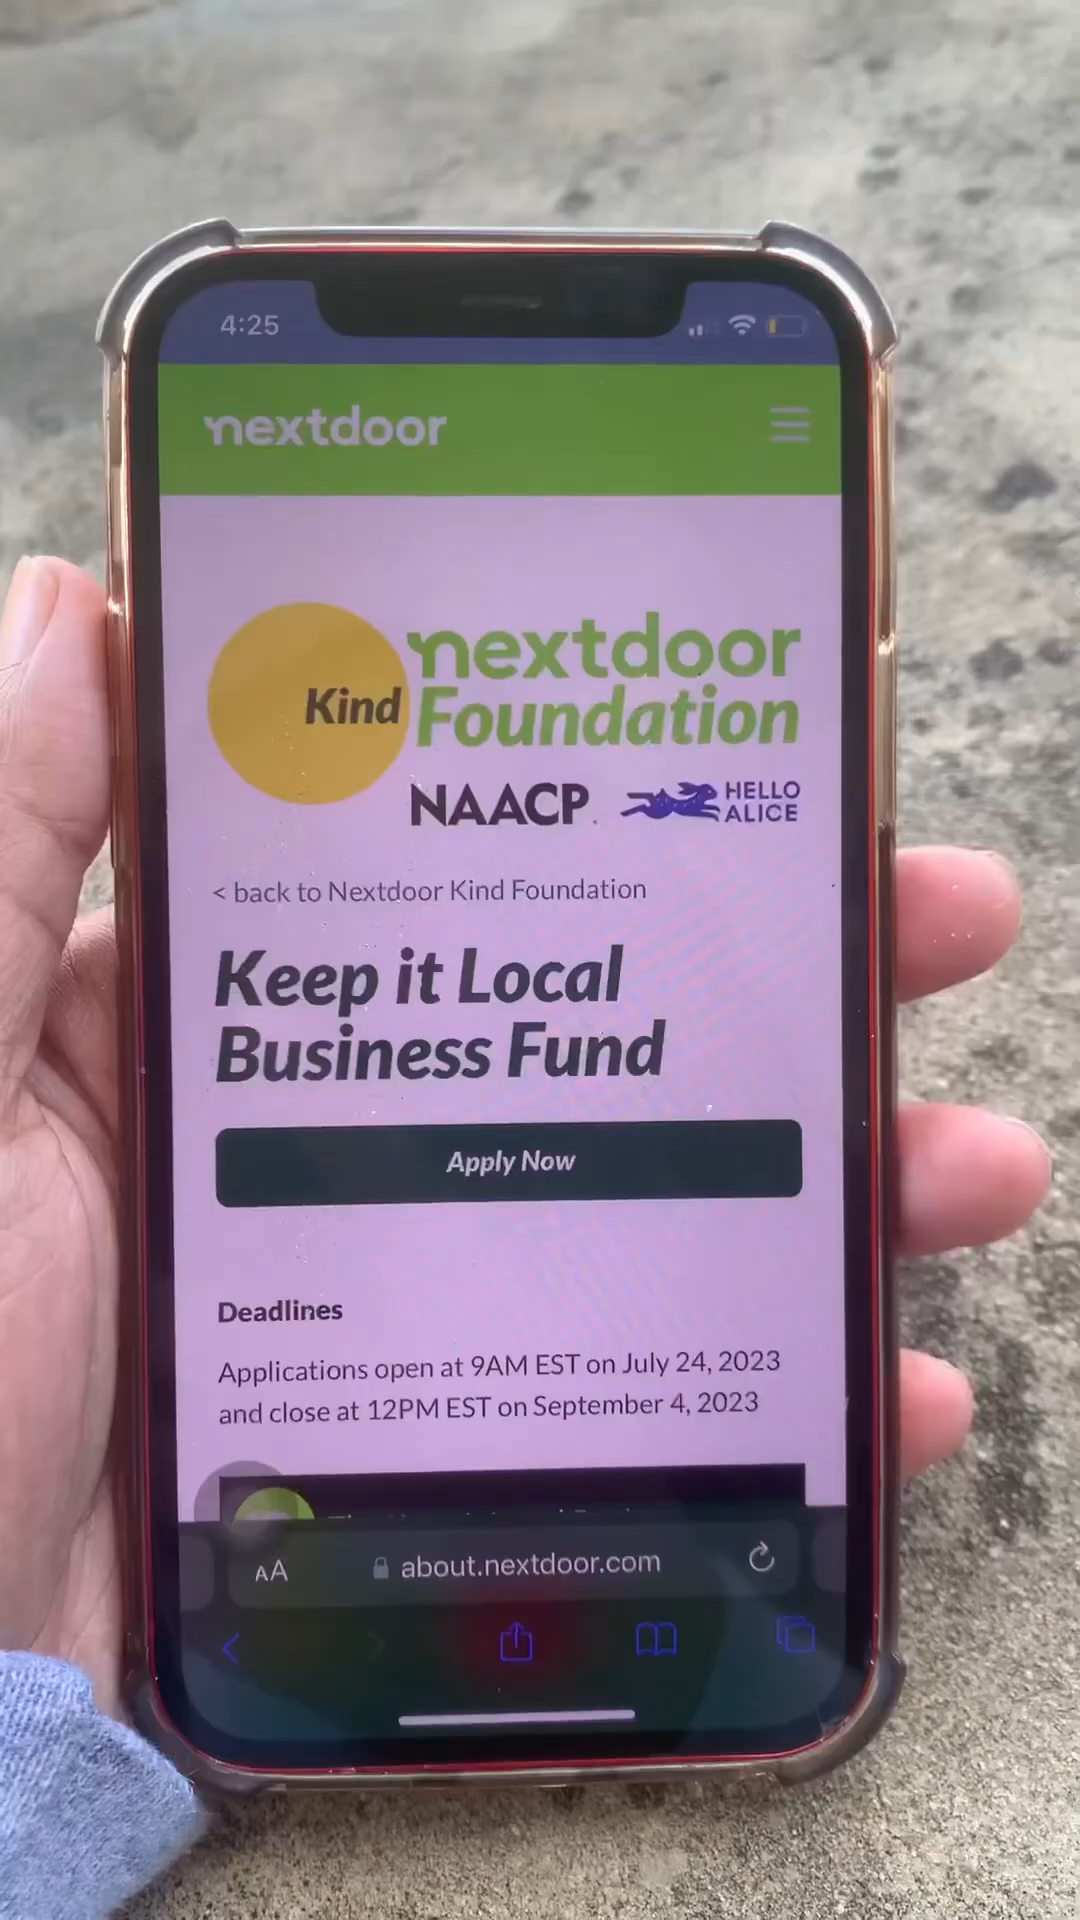 4:25
nextdoor
Kind
nextdoor
Foundation
NAACP.
HELLO
ALICE
< back to Nextdoor Kind Foundation
Keep it Local
Business Fund
Apply Now
Deadlines
Applications open at 9AM EST on July 24, 2023
and close at 12PM EST on September 4, 2023
AA
about.nextdoor.com